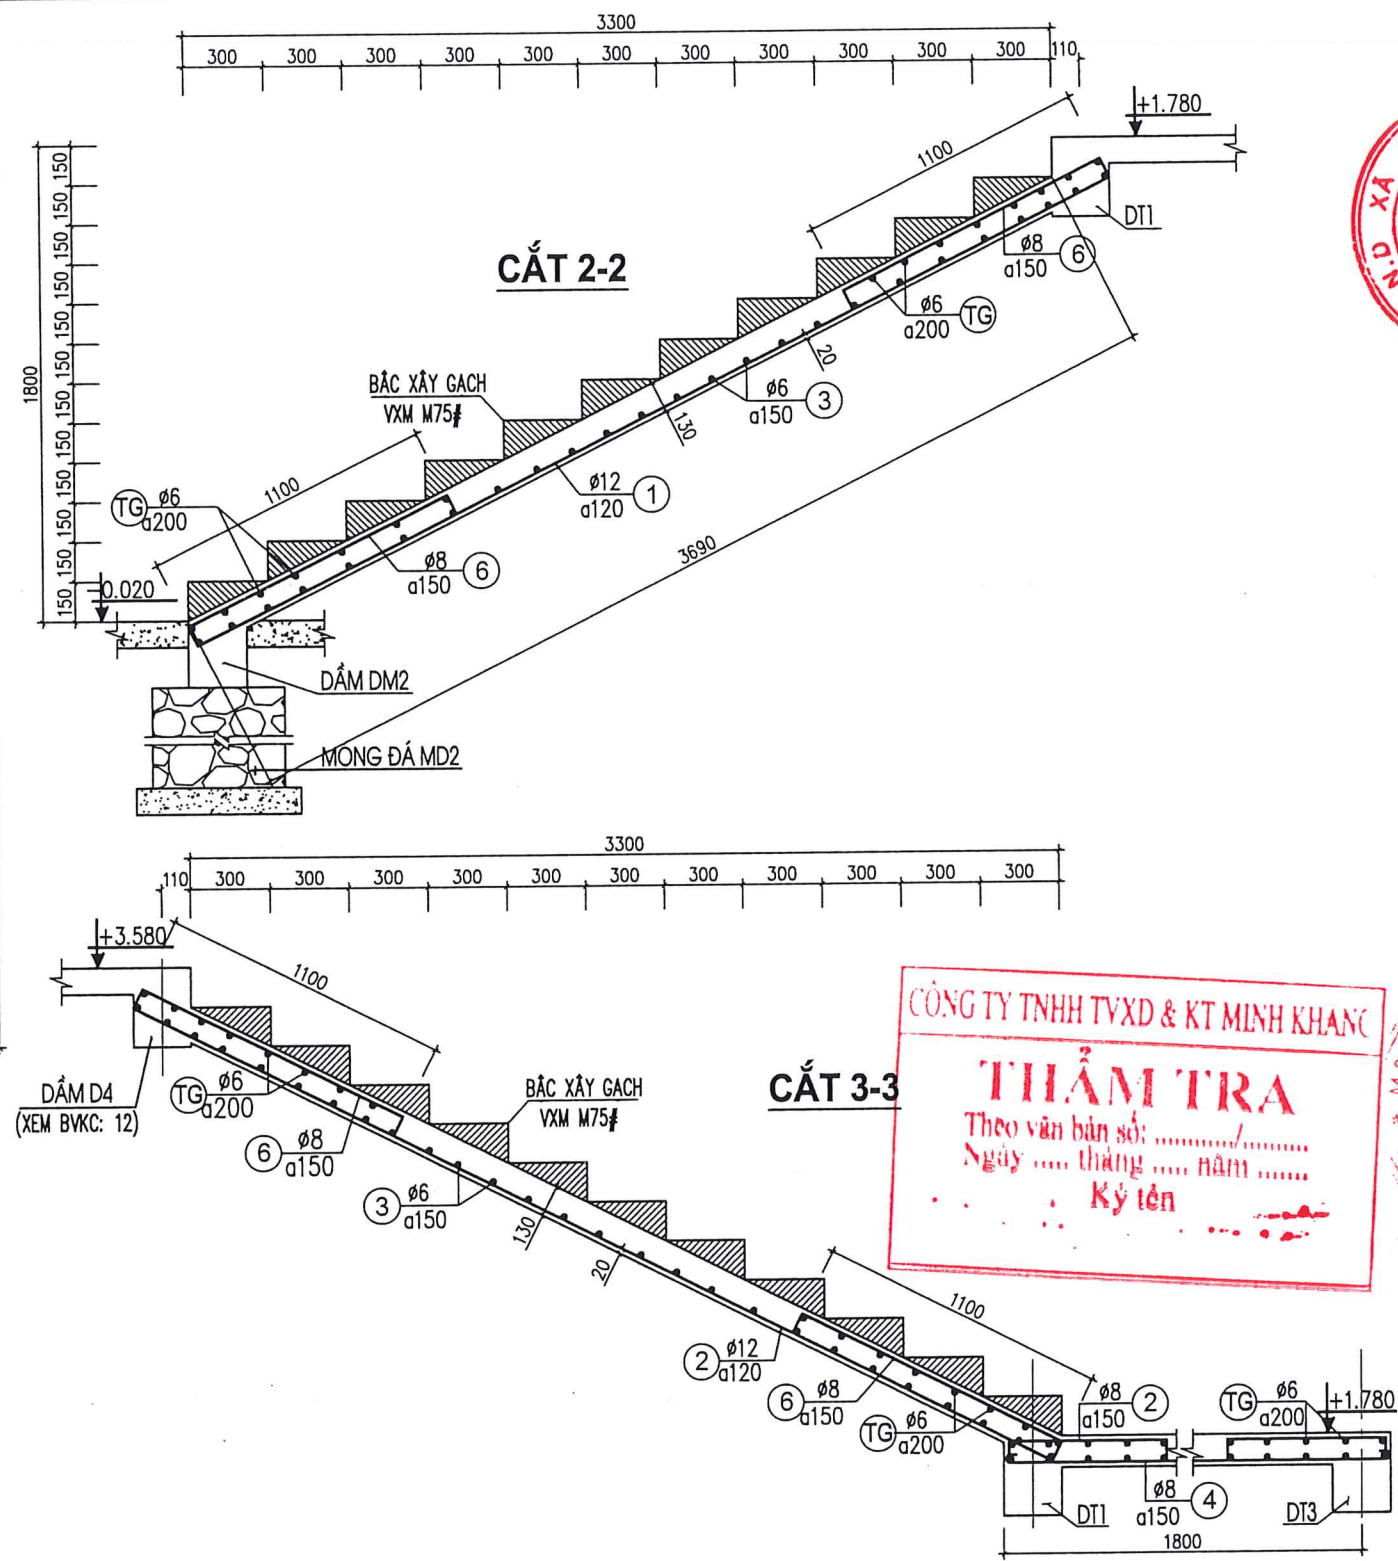 3300
300 300 300 300 300 300 300 300 300 300 300 110
+1.780
1100
DT1
ø8
a150 6
ø6
a200 TG
CẮT 2-2
20
ø6
a150 3
BẬC XÂY GẠCH
VXM M75#
130
ø12
a120 1
1100
TG ø6
a200
3690
ø8
a150 6
1800
150 150 150 150 150 150 150 150 150 150 150 150
-0.020
DẦM DM2
MONG ĐÁ MD2
N.D XÃ
3300
110 300 300 300 300 300 300 300 300 300 300 300
+3.580
1100
DẦM D4
(XEM BVKC: 12)
TG ø6
a200
BẬC XÂY GẠCH
VXM M75#
6 ø8
a150
3 ø6
a150
130
20
CẮT 3-3
CÔNG TY TNHH TVXD & KT MINH KHANG
THẨM TRA
Theo văn bản số: ............/...........
Ngày ..... tháng ..... năm .......
Ký tên
1100
2 ø12
a120
6 ø8
a150
TG ø6
a200
ø8
a150 2
TG ø6
a200
+1.780
ø8
a150 4
DT1
DT3
1800